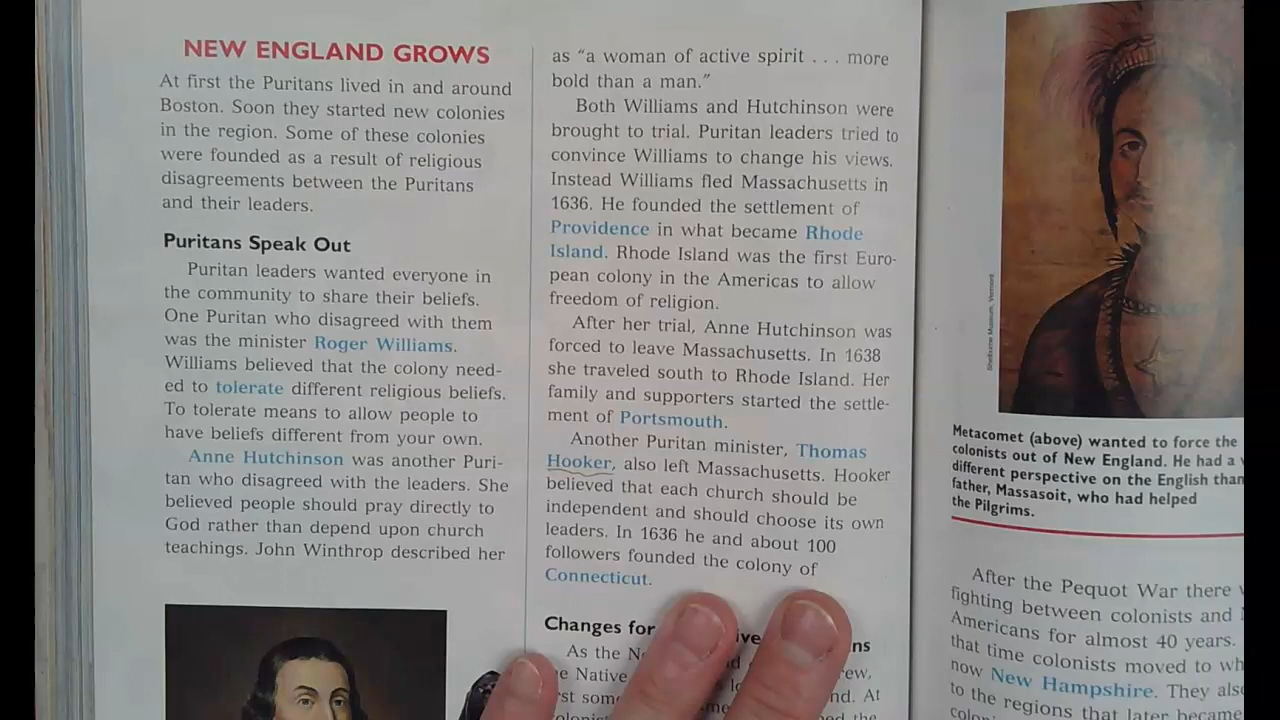 NEW ENGLAND GROWS
At first the Puritans lived in and around
Boston. Soon they started new colonies
in the region. Some of these colonies
were founded as a result of religious
disagreements between the Puritans
and their leaders.
Puritans Speak Out
Puritan leaders wanted everyone in
the community to share their beliefs.
One Puritan who disagreed with them
was the minister Roger Williams.
Williams believed that the colony need-
ed to tolerate different religious beliefs.
To tolerate means to allow people to
have beliefs different from your own.
Anne Hutchinson was another Puri-
tan who disagreed with the leaders. She
believed people should pray directly to
God rather than depend upon church
teachings. John Winthrop described her
as “a woman of active spirit . . . more
bold than a man.”
Both Williams and Hutchinson were
brought to trial. Puritan leaders tried to
convince Williams to change his views.
Instead Williams fled Massachusetts in
1636. He founded the settlement of
Providence in what became Rhode
Island. Rhode Island was the first Euro-
pean colony in the Americas to allow
freedom of religion.
After her trial, Anne Hutchinson was
forced to leave Massachusetts. In 1638
she traveled south to Rhode Island. Her
family and supporters started the settle-
ment of Portsmouth.
Another Puritan minister, Thomas
Hooker, also left Massachusetts. Hooker
believed that each church should be
independent and should choose its own
leaders. In 1636 he and about 100
followers founded the colony of
Connecticut.
Changes for
As the
Native
some
At
the
Shelburne Museum, Vermont
Metacomet (above) wanted to force the
colonists out of New England. He had a
different perspective on the English than
father, Massasoit, who had helped
the Pilgrims.
After the Pequot War there
fighting between colonists and
Americans for almost 40 years.
that time colonists moved to
now New Hampshire. They
to the regions that later became